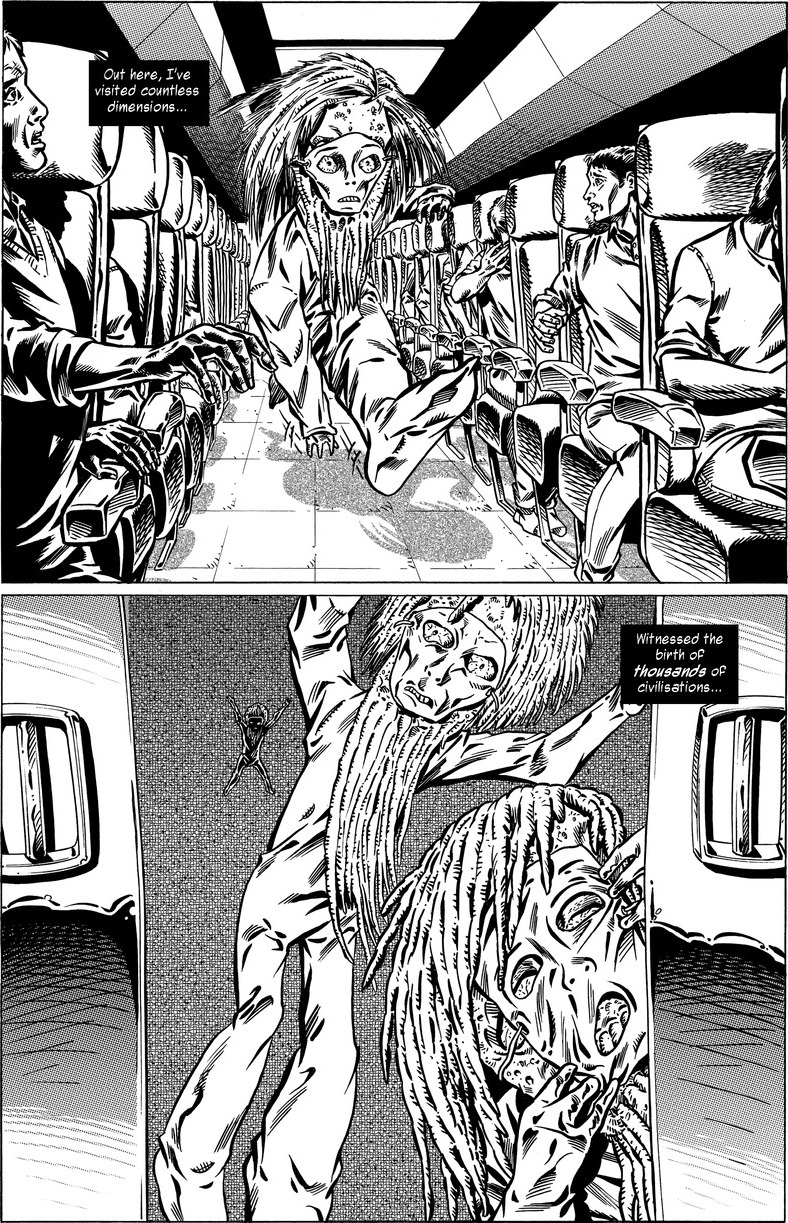 Out here, I've
visited countless
dimensions...
Witnessed the
birth of
thousands of
civilisations...